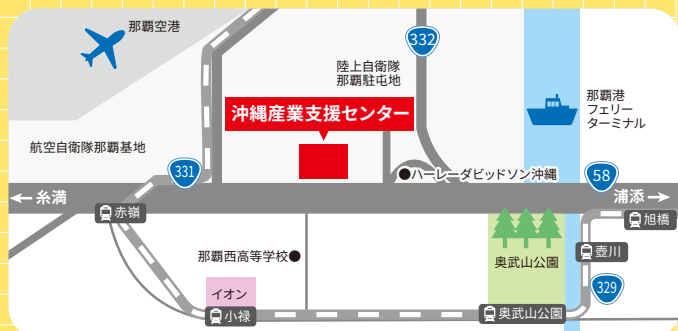 那覇空港
332
陸上自衛隊
那覇駐屯地
那覇港
フェリー
ターミナル
沖縄産業支援センター
航空自衛隊那覇基地
331
●ハーレーダビッドソン沖縄
58
←糸満
浦添→
赤嶺
旭橋
那覇西高等学校●
奥武山公園
壺川
イオン
329
小禄
奥武山公園